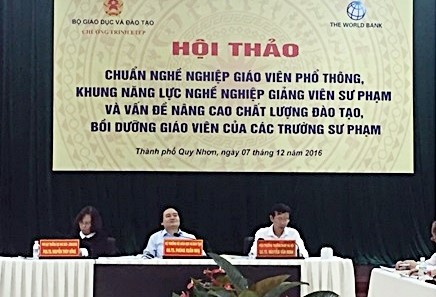 BỘ GIÁO DỤC VÀ ĐÀO TẠO
CHƯƠNG TRÌNH ETEP
THE WORLD BANK
HỘI THẢO
CHUẨN NGHỀ NGHIỆP GIÁO VIÊN PHỔ THÔNG,
KHUNG NĂNG LỰC NGHỀ NGHIỆP GIẢNG VIÊN SƯ PHẠM
VÀ VẤN ĐỀ NÂNG CAO CHẤT LƯỢNG ĐÀO TẠO,
BỒI DƯỠNG GIÁO VIÊN CỦA CÁC TRƯỜNG SƯ PHẠM
Thành phố Quy Nhơn, ngày 07 tháng 12 năm 2016